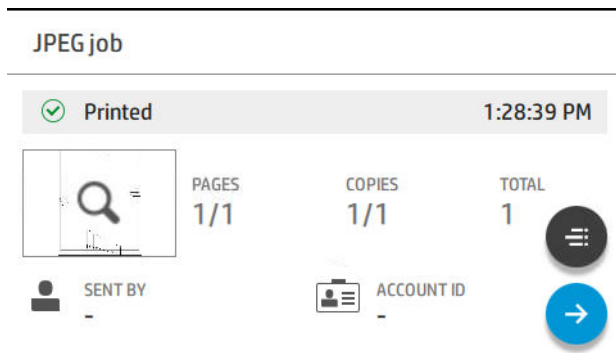 JPEG job
Printed 1:28:39 PM
PAGES COPIES TOTAL
1/1 1/1 1
SENT BY ACCOUNT ID
- -